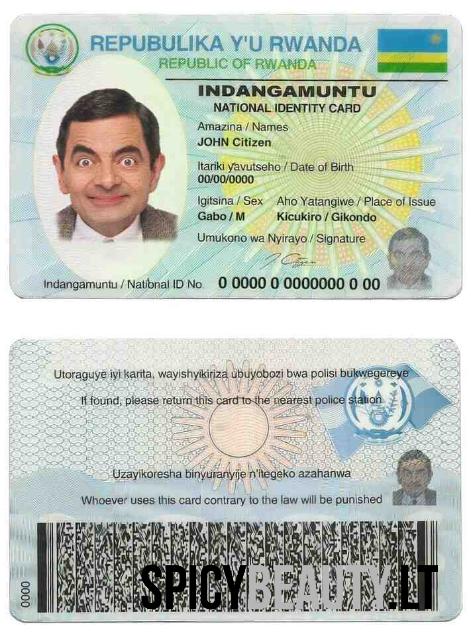 REPUBULIKA Y'U RWANDA
REPUBLIC OF RWANDA
INDANGAMUNTU
NATIONAL IDENTITY CARD
Amazina / Names
JOHN Citizen
Itariki y'avutseho / Date of Birth
00/00/0000
Igitsina / Sex Aho Yatangiwe / Place of Issue
Gabo / M Kicukiro / Gikondo
Umukono wa Nyirayo / Signature
Indangamuntu / National ID No. 0 0000 0 0000000 0 00
Utoraguye iyi karita, wayishyikiriza ubuyobozi bwa polisi bukwegereye
If found, please return this card to the nearest police station
Uzayikoresha binyuranyije n'itegeko azahanwa
Whoever uses this card contrary to the law will be punished
0000
SPICYBEAUTY.LT